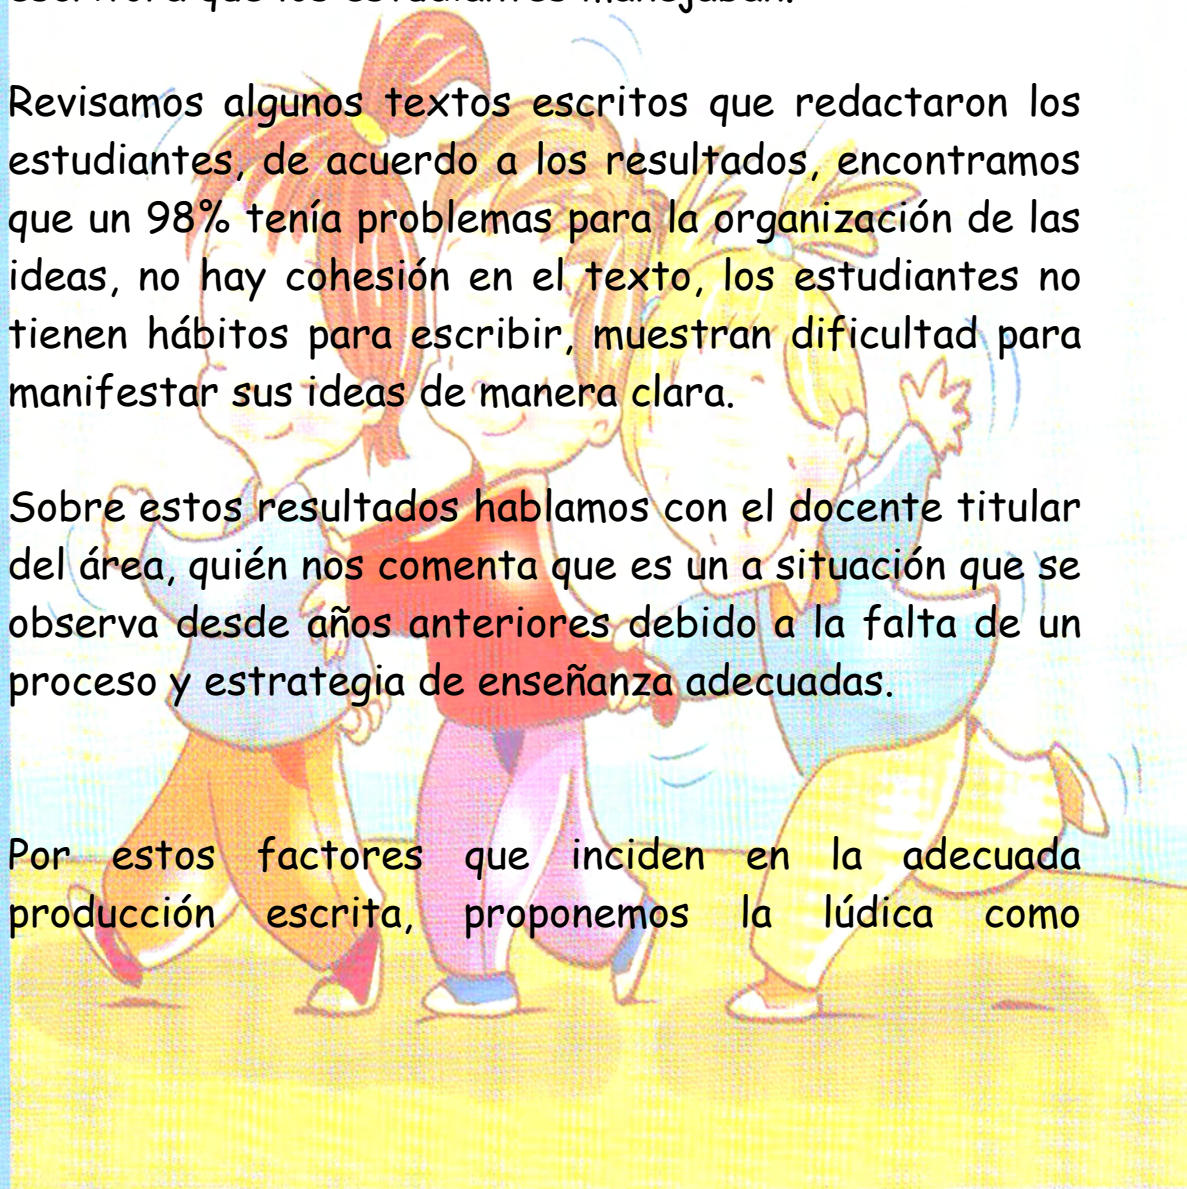 que los estudiantes manejaban.
Revisamos algunos textos escritos que redactaron los
estudiantes, de acuerdo a los resultados, encontramos
que un 98% tenía problemas para la organización de las
ideas, no hay cohesión en el texto, los estudiantes no
tienen hábitos para escribir, muestran dificultad para
manifestar sus ideas de manera clara.
Sobre estos resultados hablamos con el docente titular
del área, quién nos comenta que es un a situación que se
observa desde años anteriores debido a la falta de un
proceso y estrategia de enseñanza adecuadas.
Por estos factores que inciden en la adecuada
producción escrita, proponemos la lúdica como